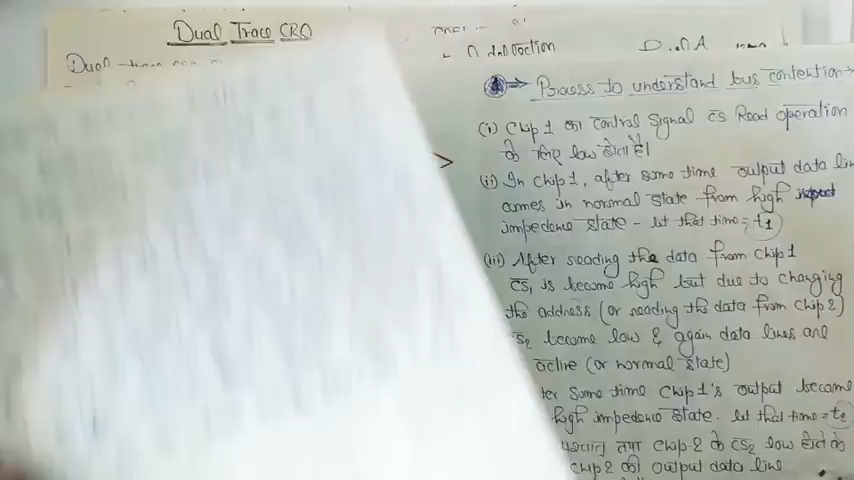 Dual Trace CRO
Dual
Process to understand bus contention→
(i) Chip 1 का control signal CS Read operation
के लिए low होता है।
(ii) In chip 1, after some time output data lin
comes in normal state from high
impedence state - let that time = t1
(iii) After reading the data from chip 1
CS1 is become high but due to changing
the address (or reading the data from chip 2)
become low & again data lines are
active (or normal state)
ter some time chip 1's output became
high impedence state. let that time = t2
पश्चात् तथा chip-2 के CS2 low होने के
chip 2 की output data line